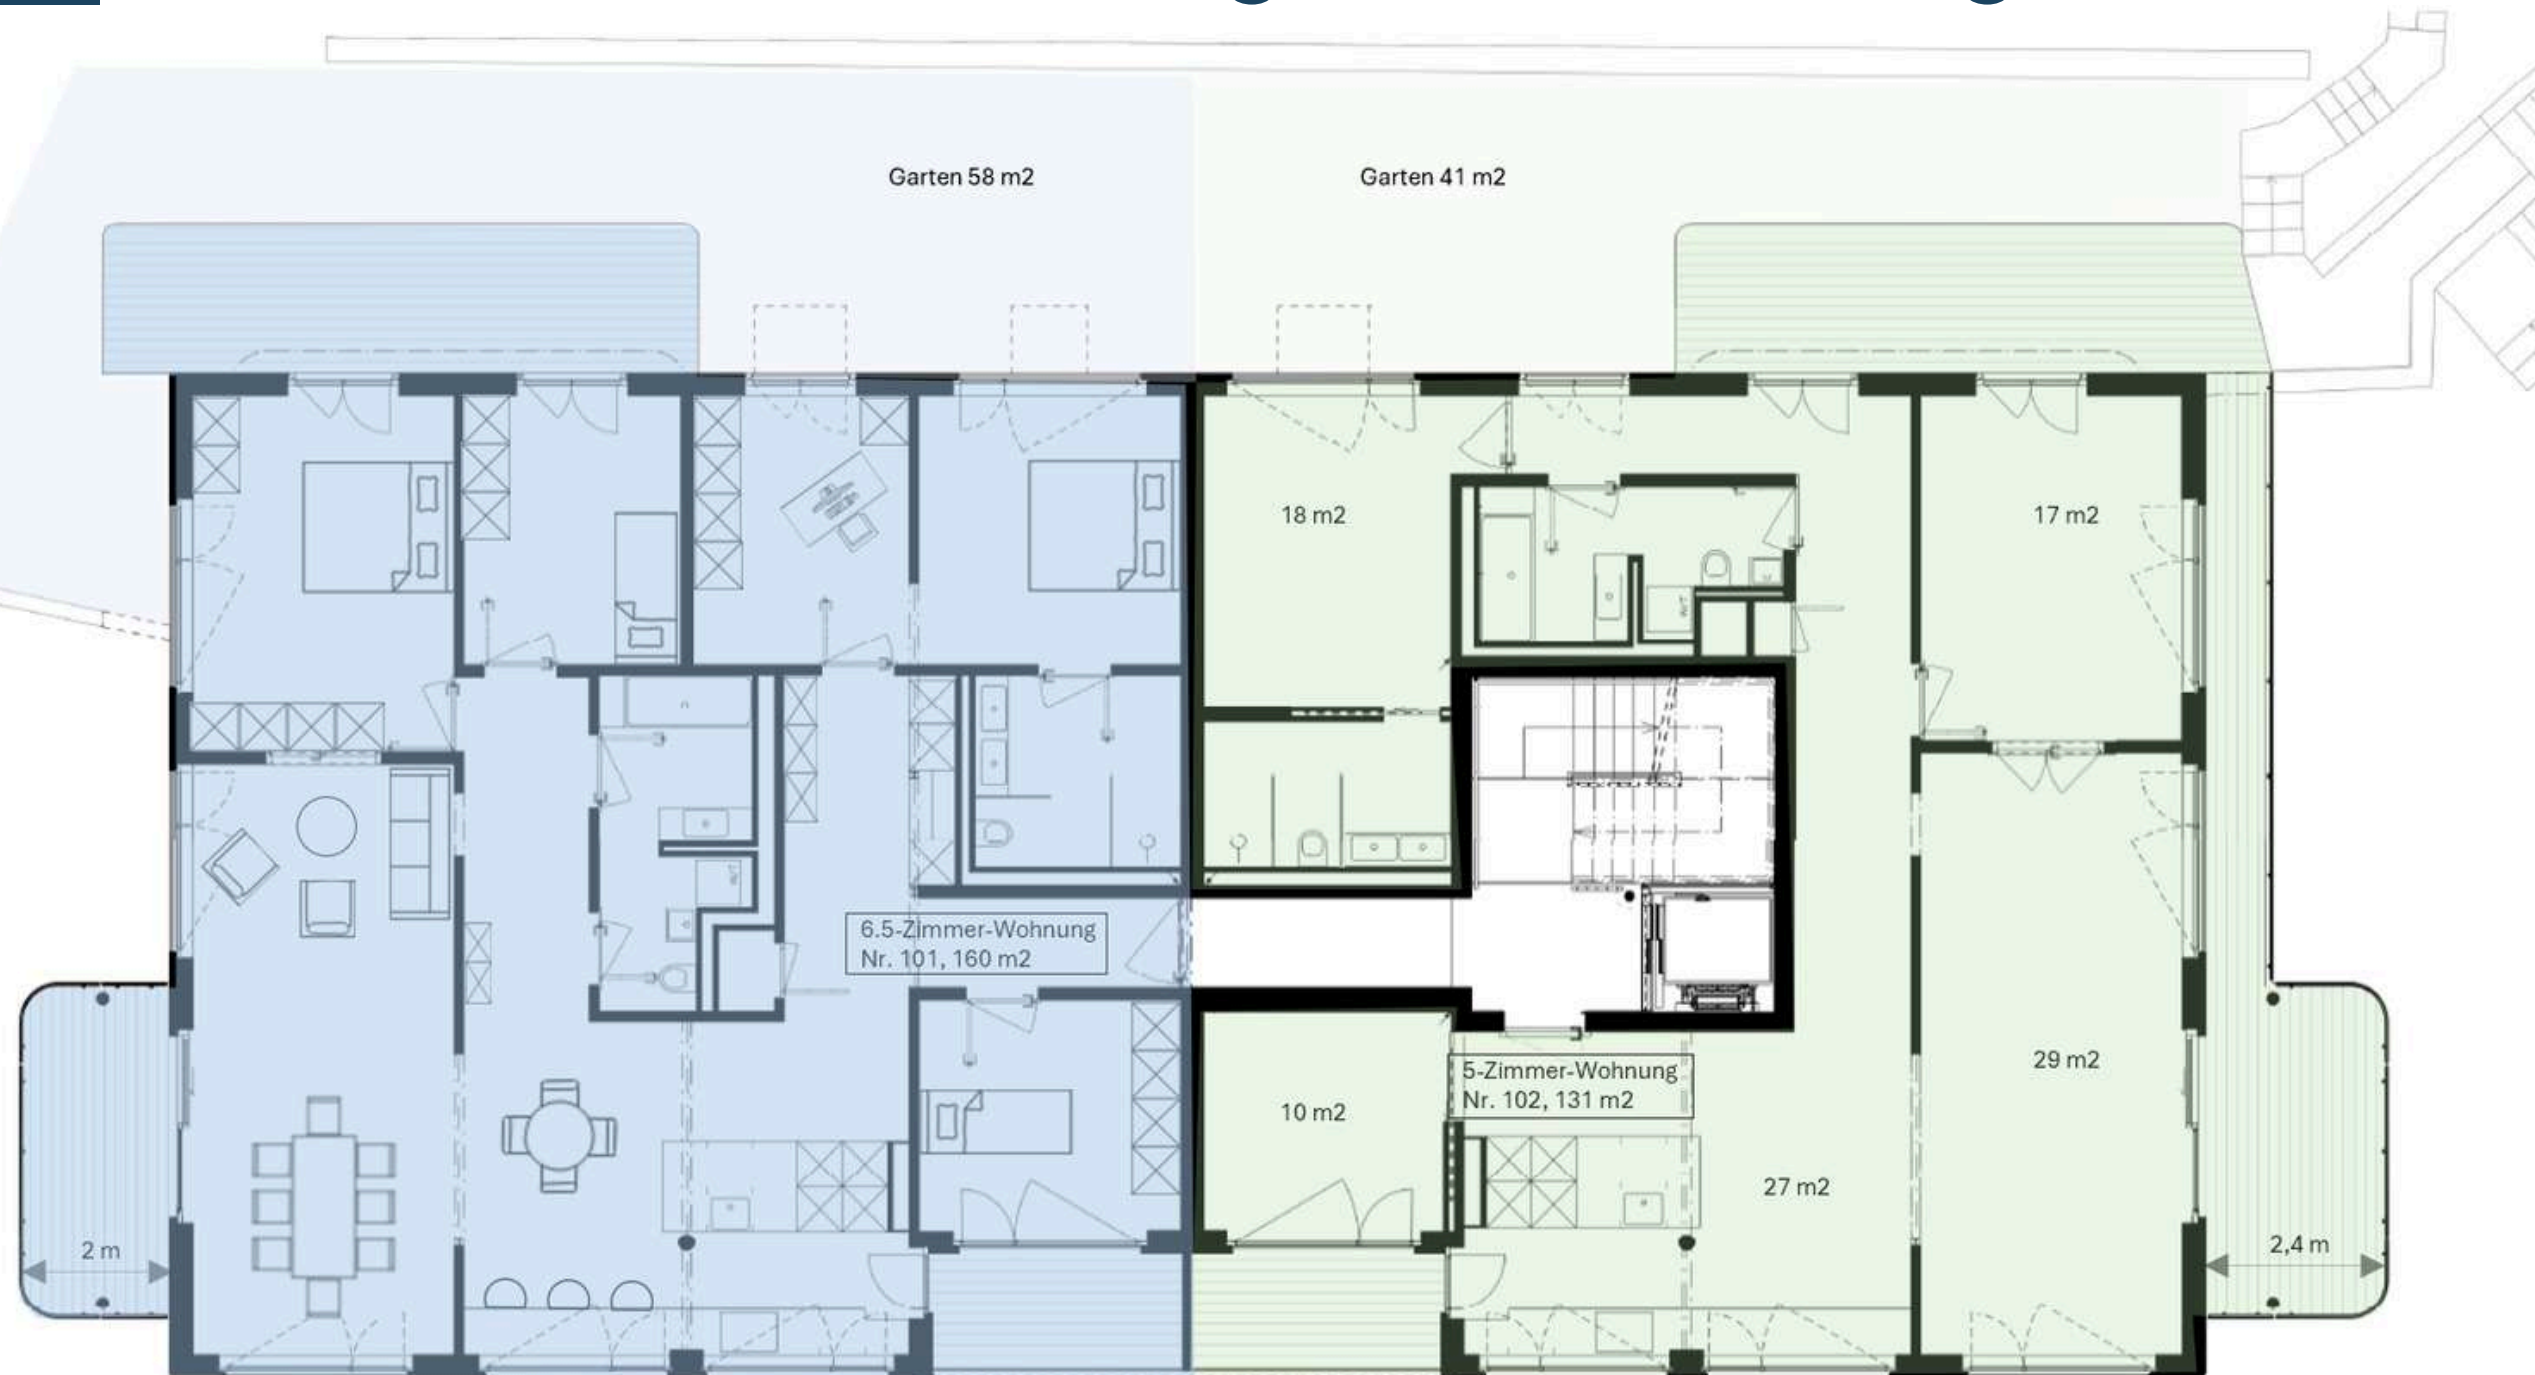 Garten 58 m2
Garten 41 m2
18 m2
17 m2
6.5-Zimmer-Wohnung
Nr. 101, 160 m2
29 m2
5-Zimmer-Wohnung
Nr. 102, 131 m2
10 m2
27 m2
2 m
2,4 m